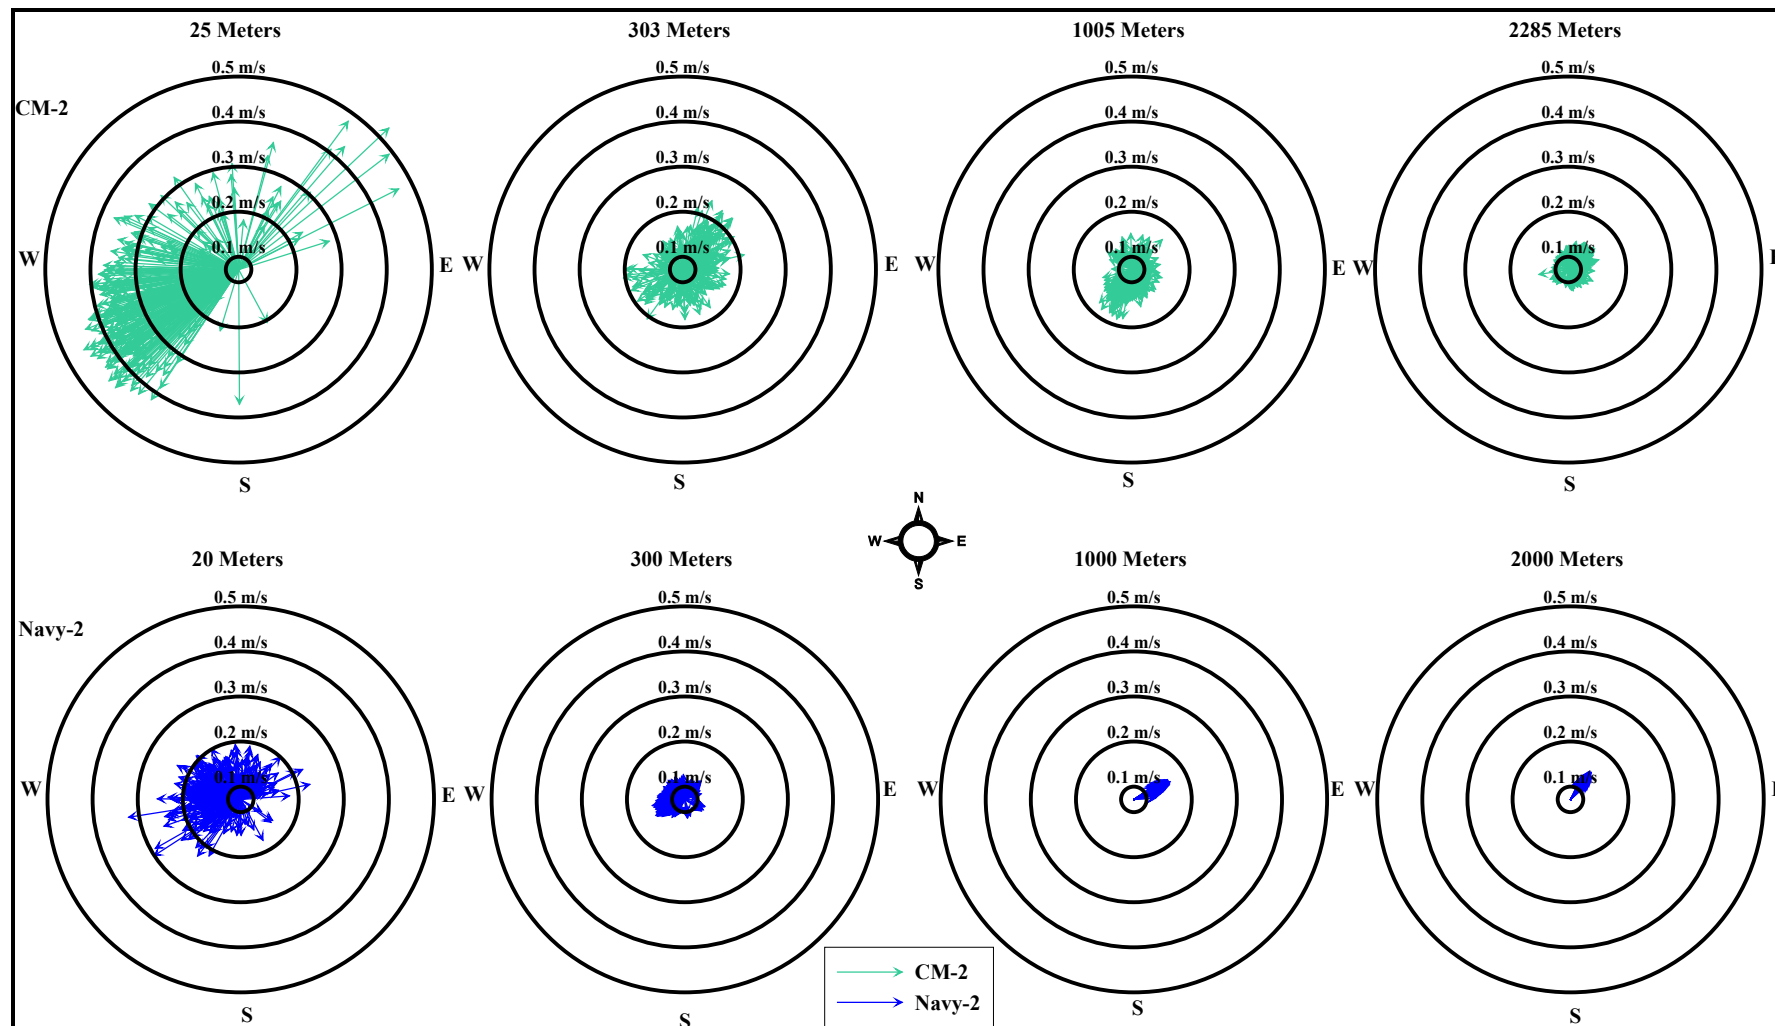 25 Meters 303 Meters 1005 Meters 2285 Meters
0.5 m/s 0.5 m/s 0.5 m/s 0.5 m/s
CM-2
0.4 m/s 0.4 m/s 0.4 m/s 0.4 m/s
0.3 m/s 0.3 m/s 0.3 m/s 0.3 m/s
0.2 m/s 0.2 m/s 0.2 m/s 0.2 m/s
0.1 m/s 0.1 m/s 0.1 m/s 0.1 m/s
W E W E W E W E
S S S S
N
W E
S
20 Meters 300 Meters 1000 Meters 2000 Meters
0.5 m/s 0.5 m/s 0.5 m/s 0.5 m/s
Navy-2
0.4 m/s 0.4 m/s 0.4 m/s 0.4 m/s
0.3 m/s 0.3 m/s 0.3 m/s 0.3 m/s
0.2 m/s 0.2 m/s 0.2 m/s 0.2 m/s
0.1 m/s 0.1 m/s 0.1 m/s 0.1 m/s
W E W E W E W E
CM-2
Navy-2
S S S S